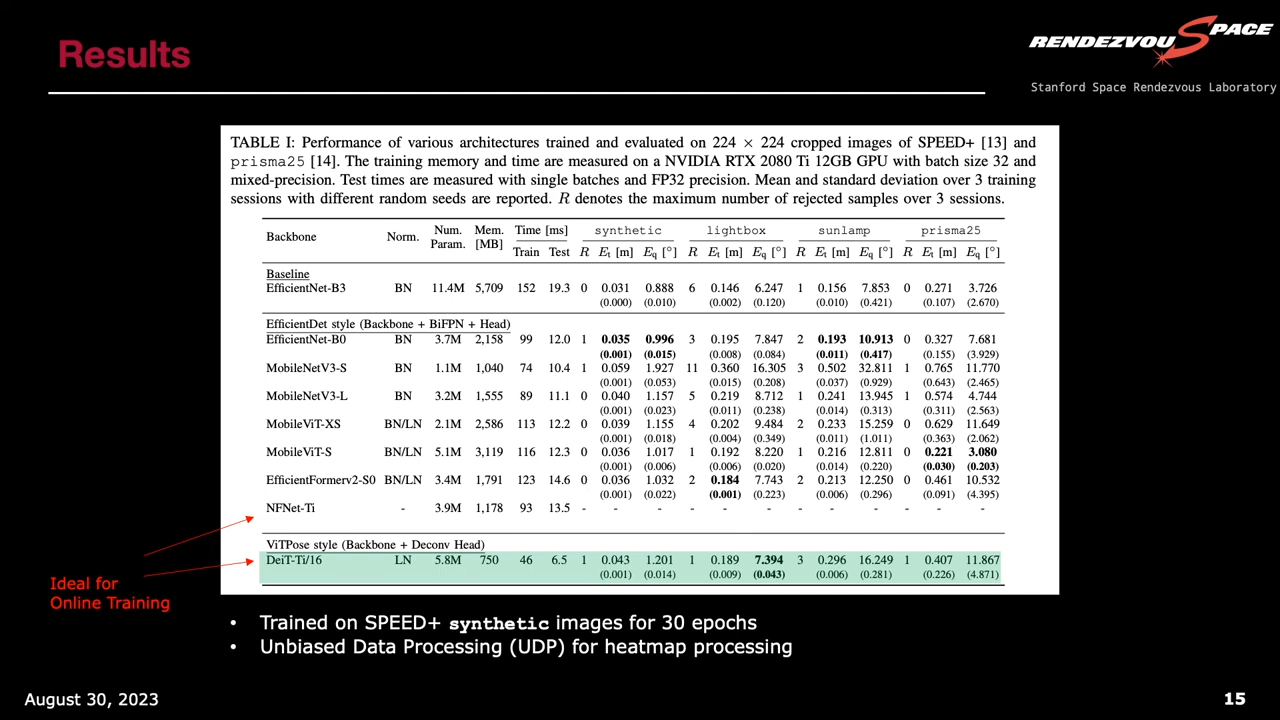 Results
RENDEZVOUS SPACE
Stanford Space Rendezvous Laboratory
TABLE I: Performance of various architectures trained and evaluated on 224 × 224 cropped images of SPEED+ [13] and
prisma25 [14]. The training memory and time are measured on a NVIDIA RTX 2080 Ti 12GB GPU with batch size 32 and
mixed-precision. Test times are measured with single batches and FP32 precision. Mean and standard deviation over 3 training
sessions with different random seeds are reported. R denotes the maximum number of rejected samples over 3 sessions.
Backbone Norm. Num. Param. Mem. [MB] Time [ms] synthetic lightbox sunlamp prisma25
Train Test R Et [m] Eq [°] R Et [m] Eq [°] R Et [m] Eq [°] R Et [m] Eq [°]
Baseline
EfficientNet-B3 BN 11.4M 5,709 152 19.3 0 0.031 0.888 6 0.146 6.247 1 0.156 7.853 0 0.271 3.726
(0.000) (0.010) (0.002) (0.120) (0.010) (0.421) (0.107) (2.670)
EfficientDet style (Backbone + BiFPN + Head)
EfficientNet-B0 BN 3.7M 2,158 99 12.0 1 0.035 0.996 3 0.195 7.847 2 0.193 10.913 0 0.327 7.681
(0.001) (0.015) (0.008) (0.084) (0.011) (0.417) (0.155) (3.929)
MobileNetV3-S BN 1.1M 1,040 74 10.4 1 0.059 1.927 11 0.360 16.305 3 0.502 32.811 1 0.765 11.770
(0.001) (0.053) (0.015) (0.208) (0.037) (0.929) (0.643) (2.465)
MobileNetV3-L BN 3.2M 1,555 89 11.1 0 0.040 1.157 5 0.219 8.712 1 0.241 13.945 1 0.574 4.744
(0.001) (0.023) (0.011) (0.238) (0.014) (0.313) (0.311) (2.563)
MobileViT-XS BN/LN 2.1M 2,586 113 12.2 0 0.039 1.155 4 0.202 9.484 2 0.233 15.259 0 0.629 11.649
(0.001) (0.018) (0.004) (0.349) (0.011) (1.011) (0.363) (2.062)
MobileViT-S BN/LN 5.1M 3,119 116 12.3 0 0.036 1.017 1 0.192 8.220 1 0.216 12.811 0 0.221 3.080
(0.001) (0.006) (0.006) (0.020) (0.014) (0.220) (0.030) (0.203)
EfficientFormerv2-S0 BN/LN 3.4M 1,791 123 14.6 0 0.036 1.032 2 0.184 7.743 2 0.213 12.250 0 0.461 10.532
(0.001) (0.022) (0.001) (0.223) (0.006) (0.296) (0.091) (4.395)
NFNet-Ti - 3.9M 1,178 93 13.5 - - - - - - - - - - - -
ViTPose style (Backbone + Deconv Head)
DeiT-Ti/16 LN 5.8M 750 46 6.5 1 0.043 1.201 1 0.189 7.394 3 0.296 16.249 1 0.407 11.867
(0.001) (0.014) (0.009) (0.043) (0.006) (0.281) (0.226) (4.871)
Ideal for
Online Training
• Trained on SPEED+ synthetic images for 30 epochs
• Unbiased Data Processing (UDP) for heatmap processing
August 30, 2023
15